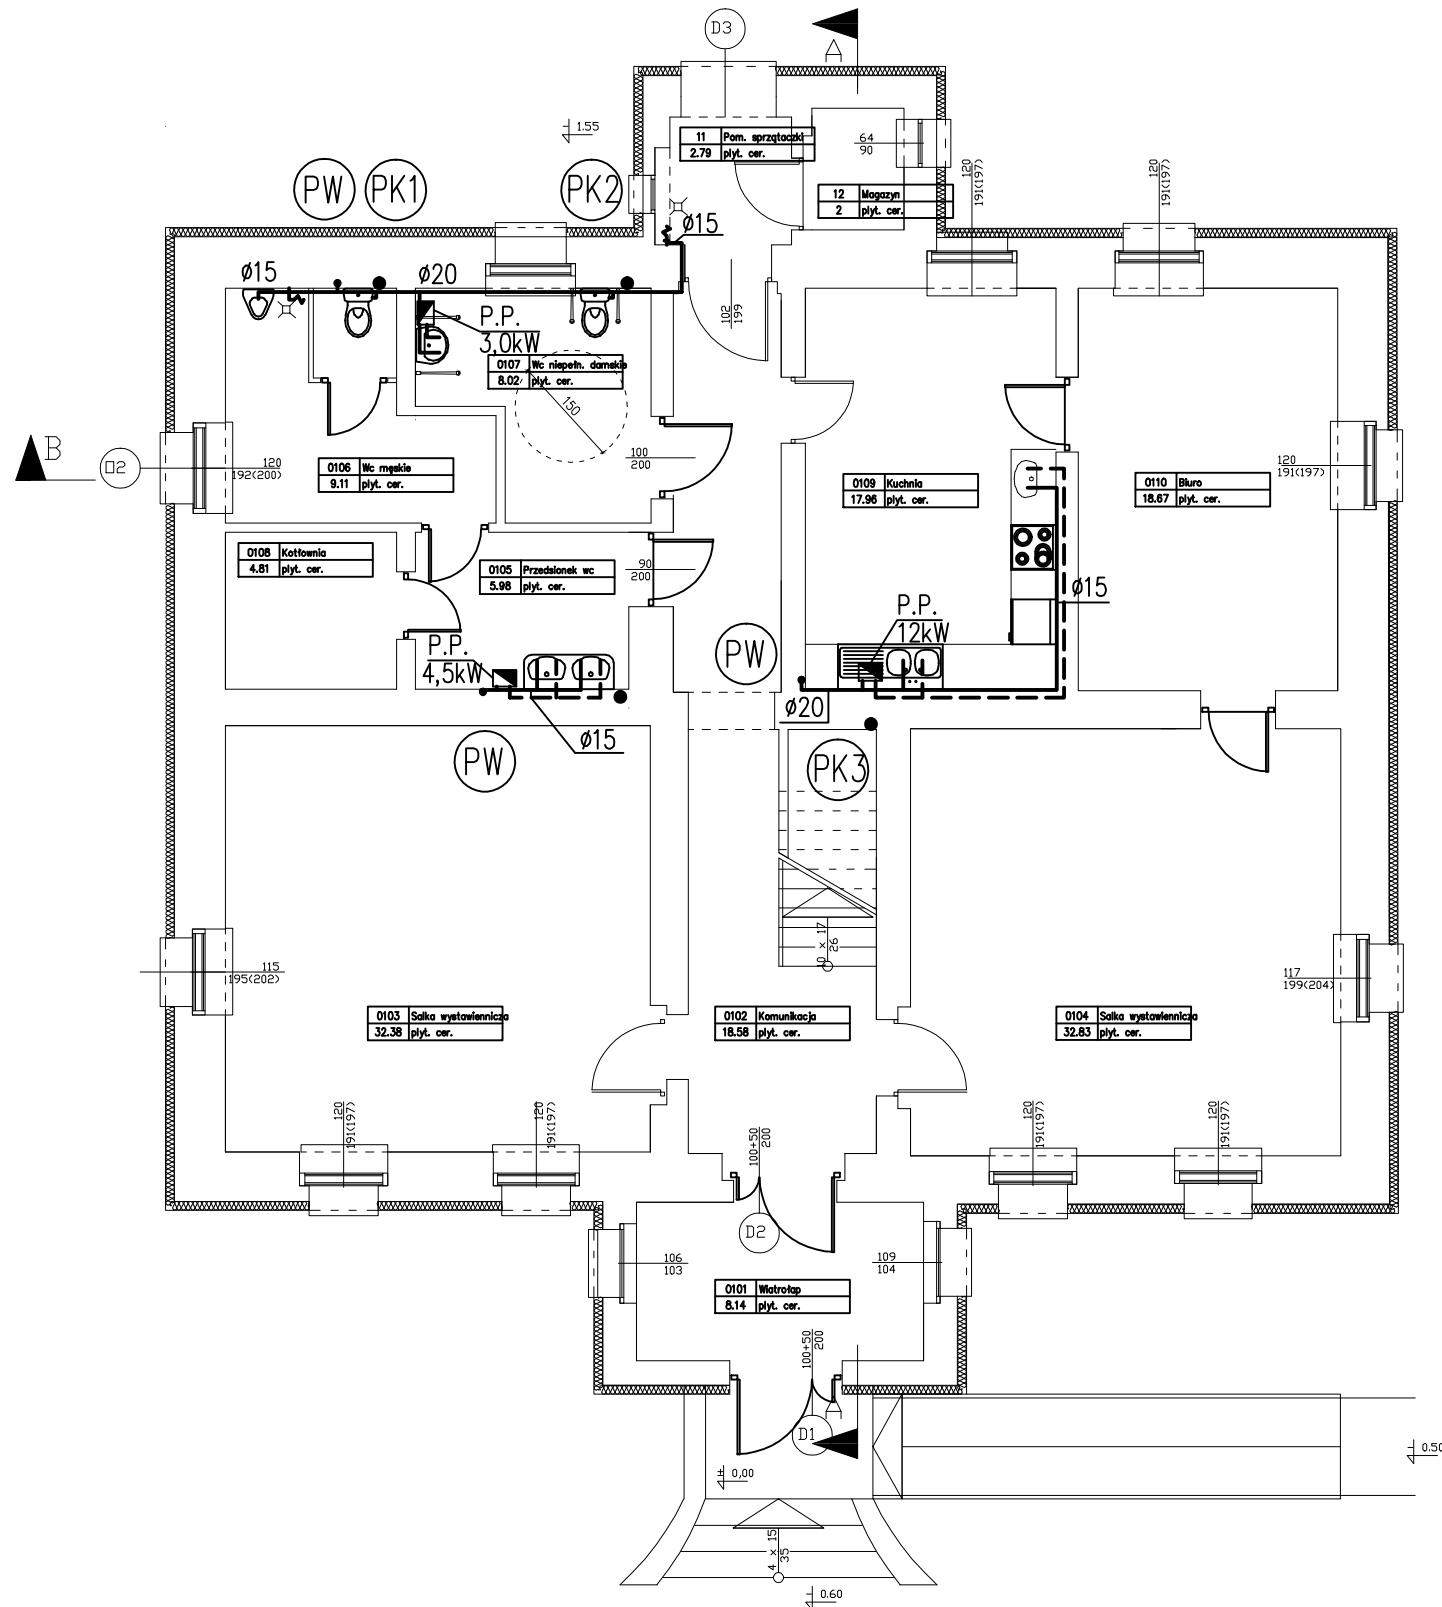 D3
A
1.55
11 Pom. sprzątaczki
2.79 płyt. cer.
64
90
12 Magazyn
2 płyt. cer.
120
191(197)
120
191(197)
PW
PK1
PK2
ø15
ø15
ø20
P.P.
3,0kW
102
199
0107 Wc niepełn. damskie
8.02 płyt. cer.
150
B
O2
120
192(200)
0106 Wc męskie
9.11 płyt. cer.
100
200
0109 Kuchnia
17.96 płyt. cer.
0110 Biuro
18.67 płyt. cer.
120
191(197)
0108 Kotłownia
4.81 płyt. cer.
0105 Przedsionek wc
5.98 płyt. cer.
90
200
ø15
P.P.
12kW
P.P.
4,5kW
PW
ø20
ø15
PW
PK3
10 x 17
26
115
195(202)
117
199(204)
0103 Salka wystawiennicza
32.38 płyt. cer.
0102 Komunikacja
18.58 płyt. cer.
0104 Salka wystawiennicza
32.83 płyt. cer.
120
191(197)
120
191(197)
100+50
200
120
191(197)
120
191(197)
D2
106
103
109
104
0101 Wiatrołap
8.14 płyt. cer.
100+50
200
A
D1
± 0,00
- 0.50
4 x 15
35
- 0.60